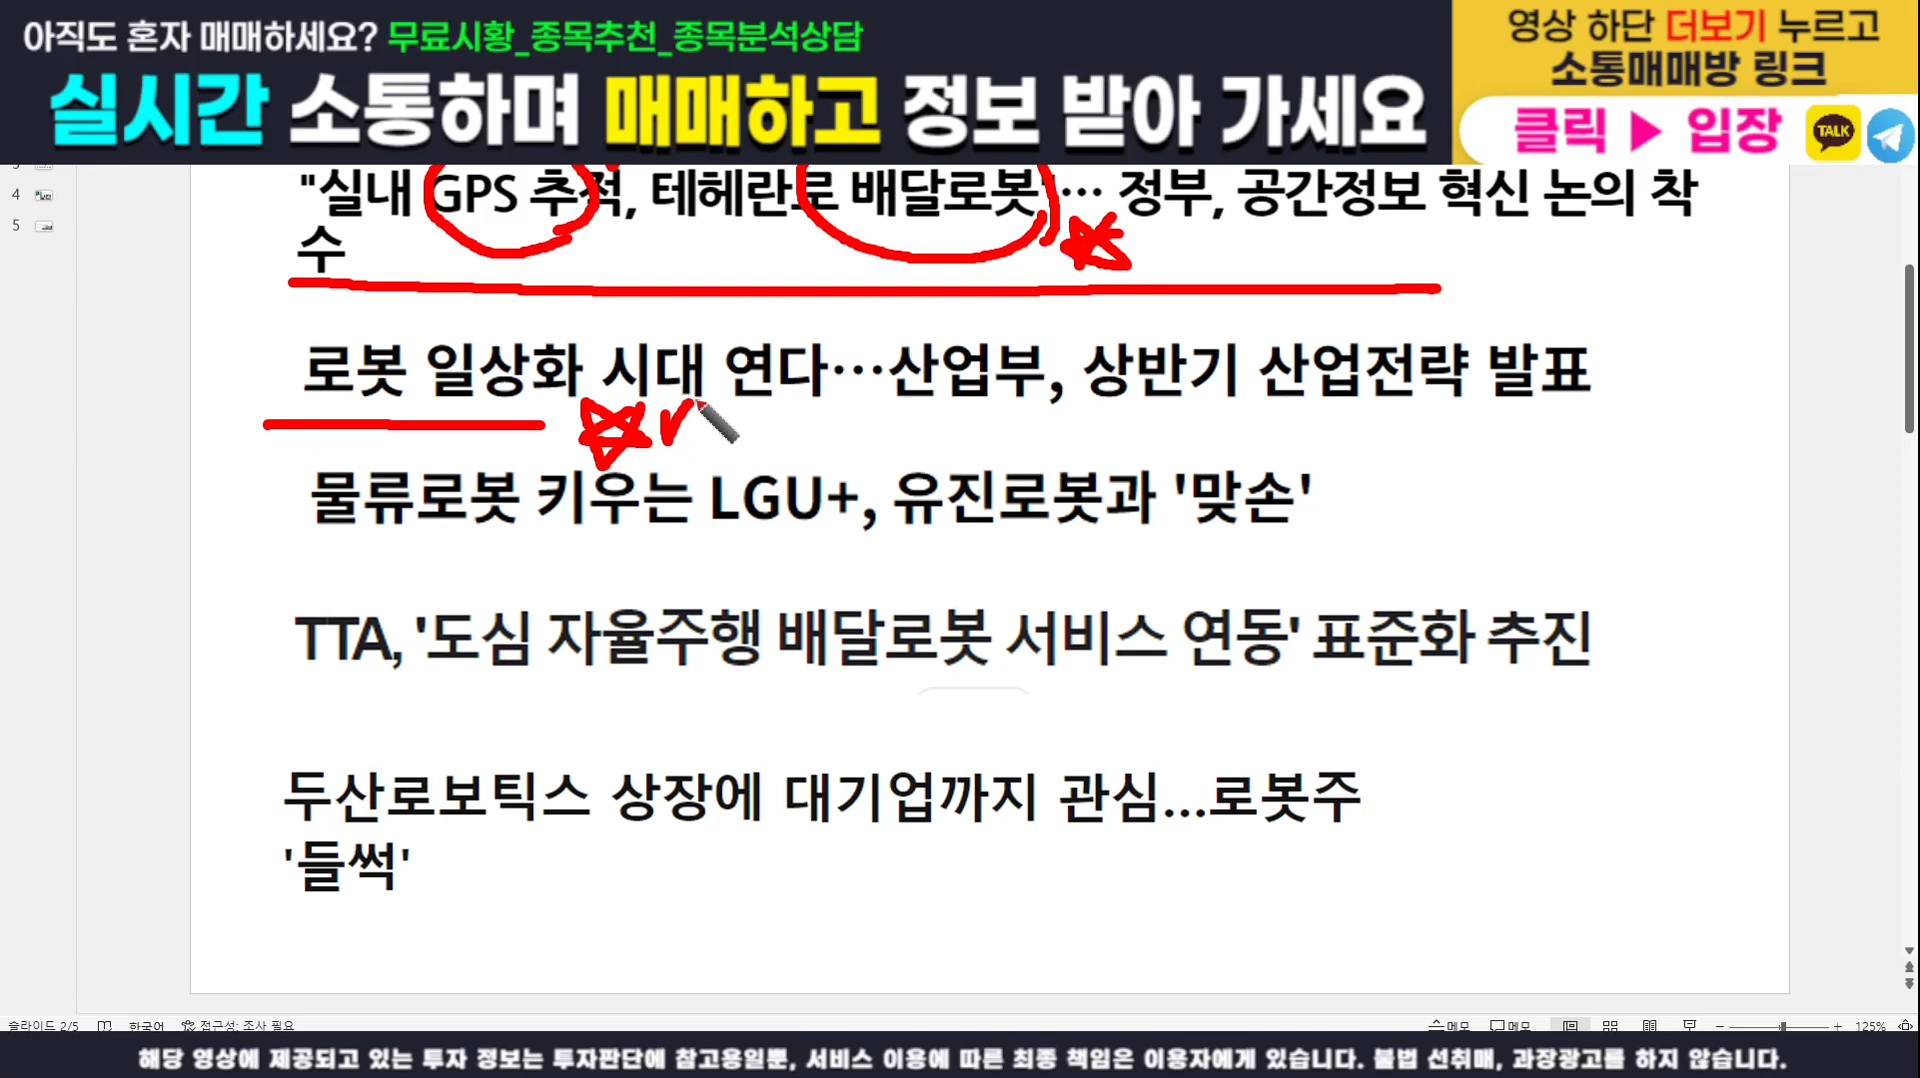 아직도 혼자 매매하세요? 무료시황_종목추천_종목분석상담
실시간 소통하며 매매하고 정보 받아 가세요
영상 하단 더보기 누르고
소통매매방 링크
클릭 ▶ 입장
TALK
4
5
"실내 GPS 추적, 테헤란로 배달로봇"… 정부, 공간정보 혁신 논의 착
수
로봇 일상화 시대 연다…산업부, 상반기 산업전략 발표
물류로봇 키우는 LGU+, 유진로봇과 '맞손'
TTA, '도심 자율주행 배달로봇 서비스 연동' 표준화 추진
두산로보틱스 상장에 대기업까지 관심...로봇주
'들썩'
슬라이드 2/5 한국어 접근성: 조사 필요
메모 메모 125%
해당 영상에 제공되고 있는 투자 정보는 투자판단에 참고용일뿐, 서비스 이용에 따른 최종 책임은 이용자에게 있습니다. 불법 선취매, 과장광고를 하지 않습니다.